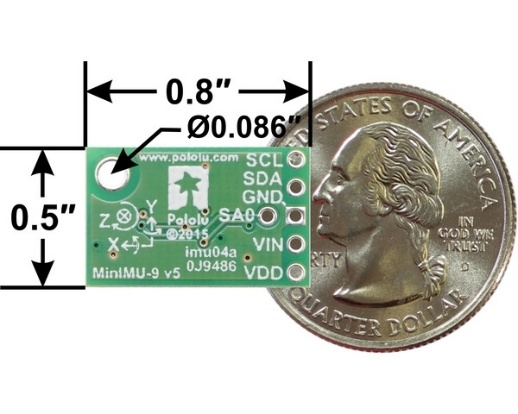 0.8″
Ø0.086″
0.5″
www.pololu.com
SCL
SDA
GND
SA0
VIN
VDD
Z
Y
X
Pololu
©2015
imu04a
0J9486
MiniIMU-9 v5
STATES OF AMERICA
IN
GOD WE
TRUST
D
QUARTER DOLLAR